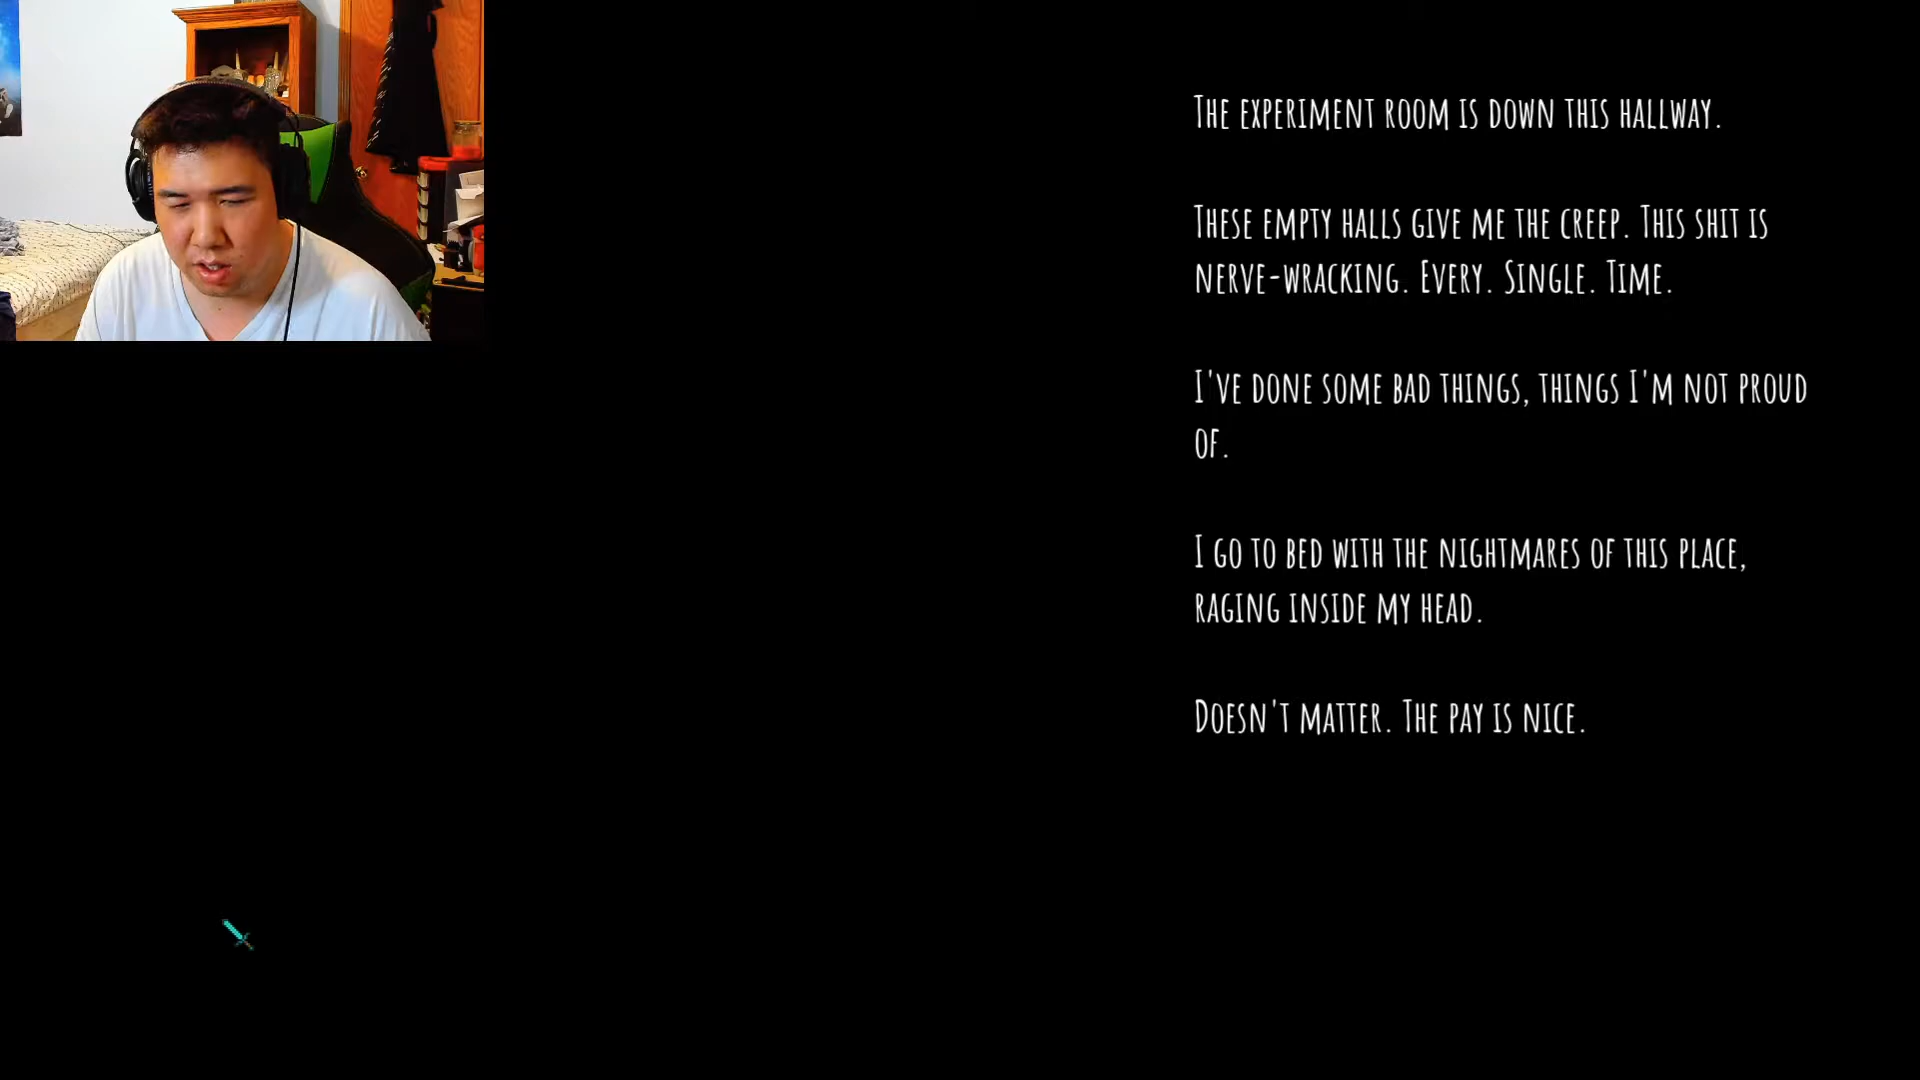 The experiment room is down this hallway.
These empty halls give me the creep. This shit is
nerve-wracking. Every. Single. Time.
I've done some bad things, things I'm not proud
of.
I go to bed with the nightmares of this place,
raging inside my head.
Doesn't matter. The pay is nice.